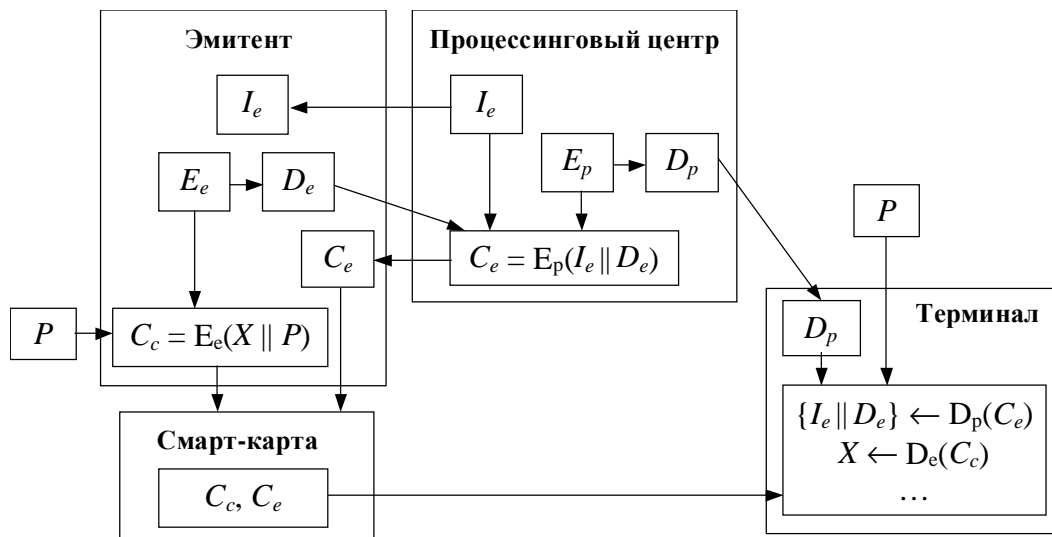 Эмитент
Процессинговый центр
I_e
I_e
E_p
D_p
E_e
D_e
P
C_e
C_e = E_p(I_e || D_e)
P
C_c = E_e(X || P)
Терминал
D_p
{I_e || D_e} ← D_p(C_e)
X ← D_e(C_c)
…
Смарт-карта
C_c, C_e